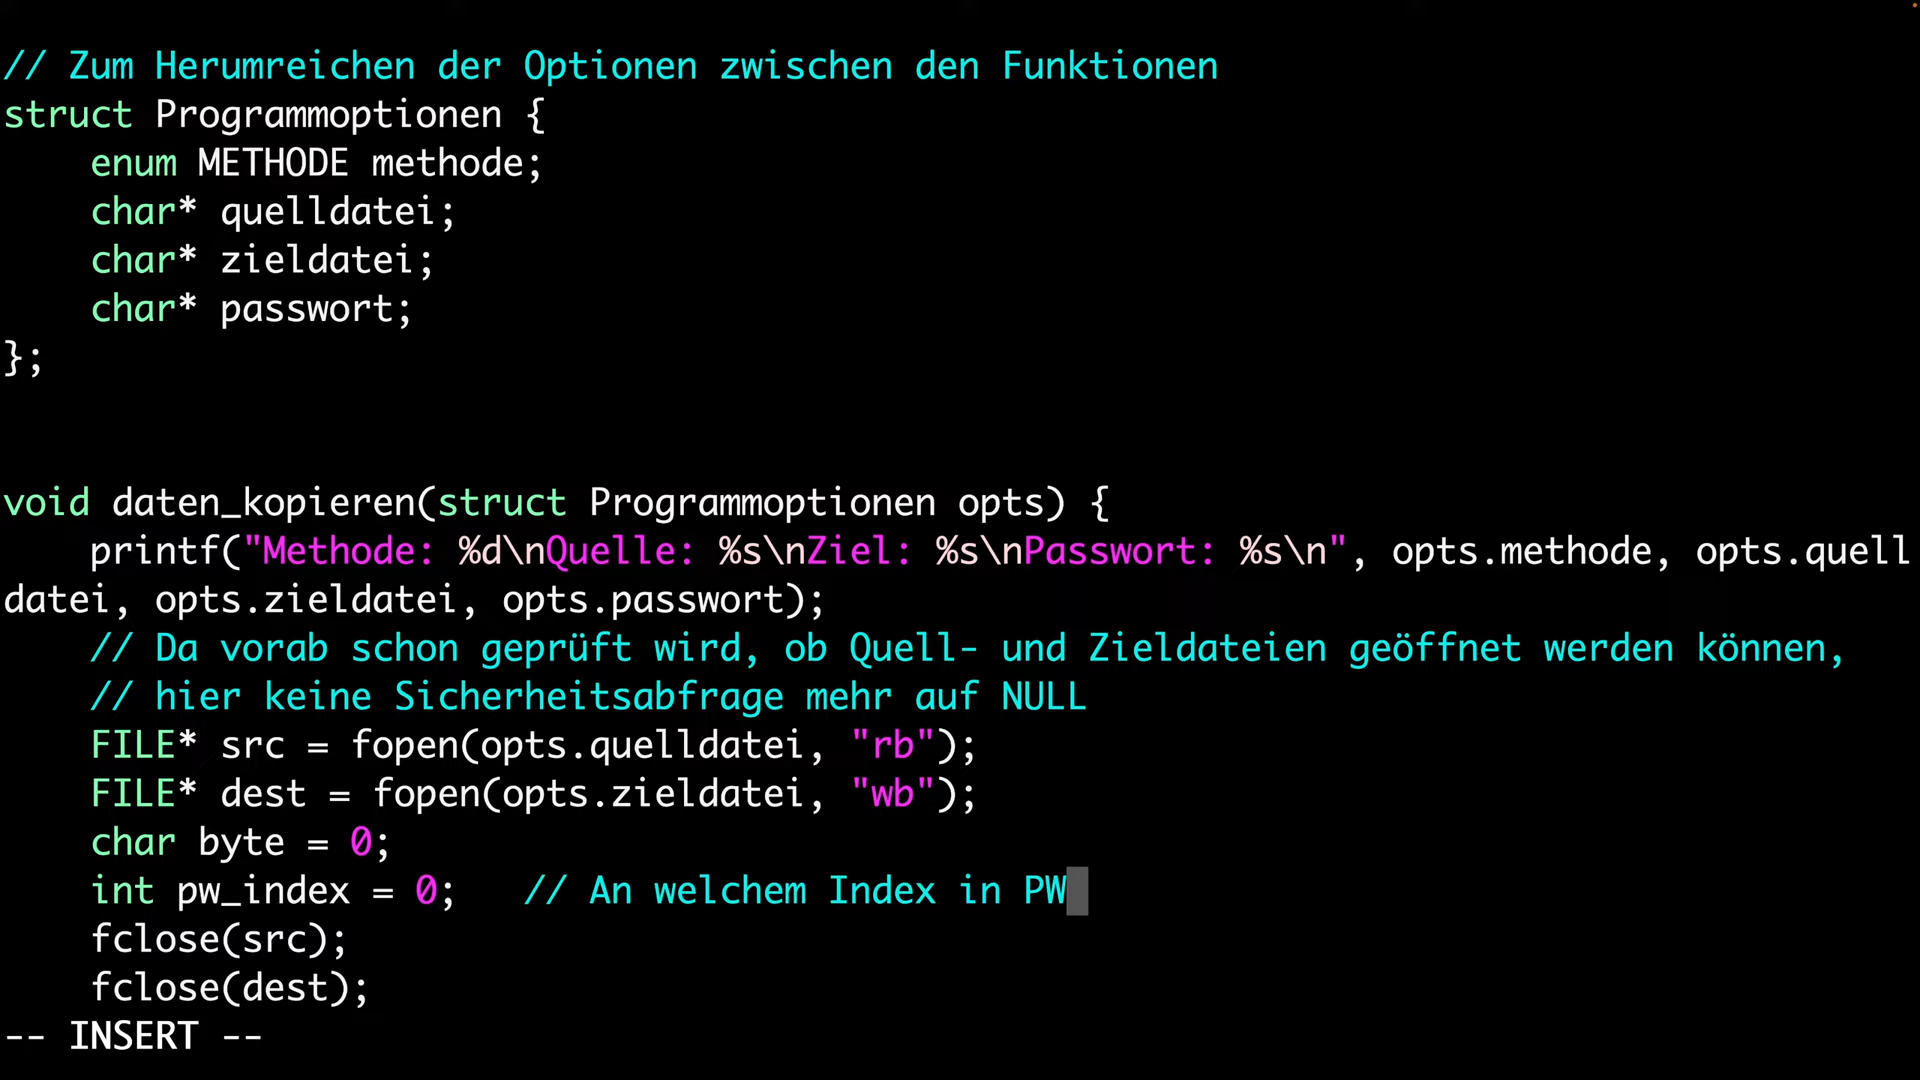 // Zum Herumreichen der Optionen zwischen den Funktionen
struct Programmoptionen {
    enum METHODE methode;
    char* quelldatei;
    char* zieldatei;
    char* passwort;
};
void daten_kopieren(struct Programmoptionen opts) {
    printf("Methode: %d\nQuelle: %s\nZiel: %s\nPasswort: %s\n", opts.methode, opts.quell
datei, opts.zieldatei, opts.passwort);
    // Da vorab schon geprüft wird, ob Quell- und Zieldateien geöffnet werden können,
    // hier keine Sicherheitsabfrage mehr auf NULL
    FILE* src = fopen(opts.quelldatei, "rb");
    FILE* dest = fopen(opts.zieldatei, "wb");
    char byte = 0;
    int pw_index = 0;   // An welchem Index in PW
    fclose(src);
    fclose(dest);
-- INSERT --